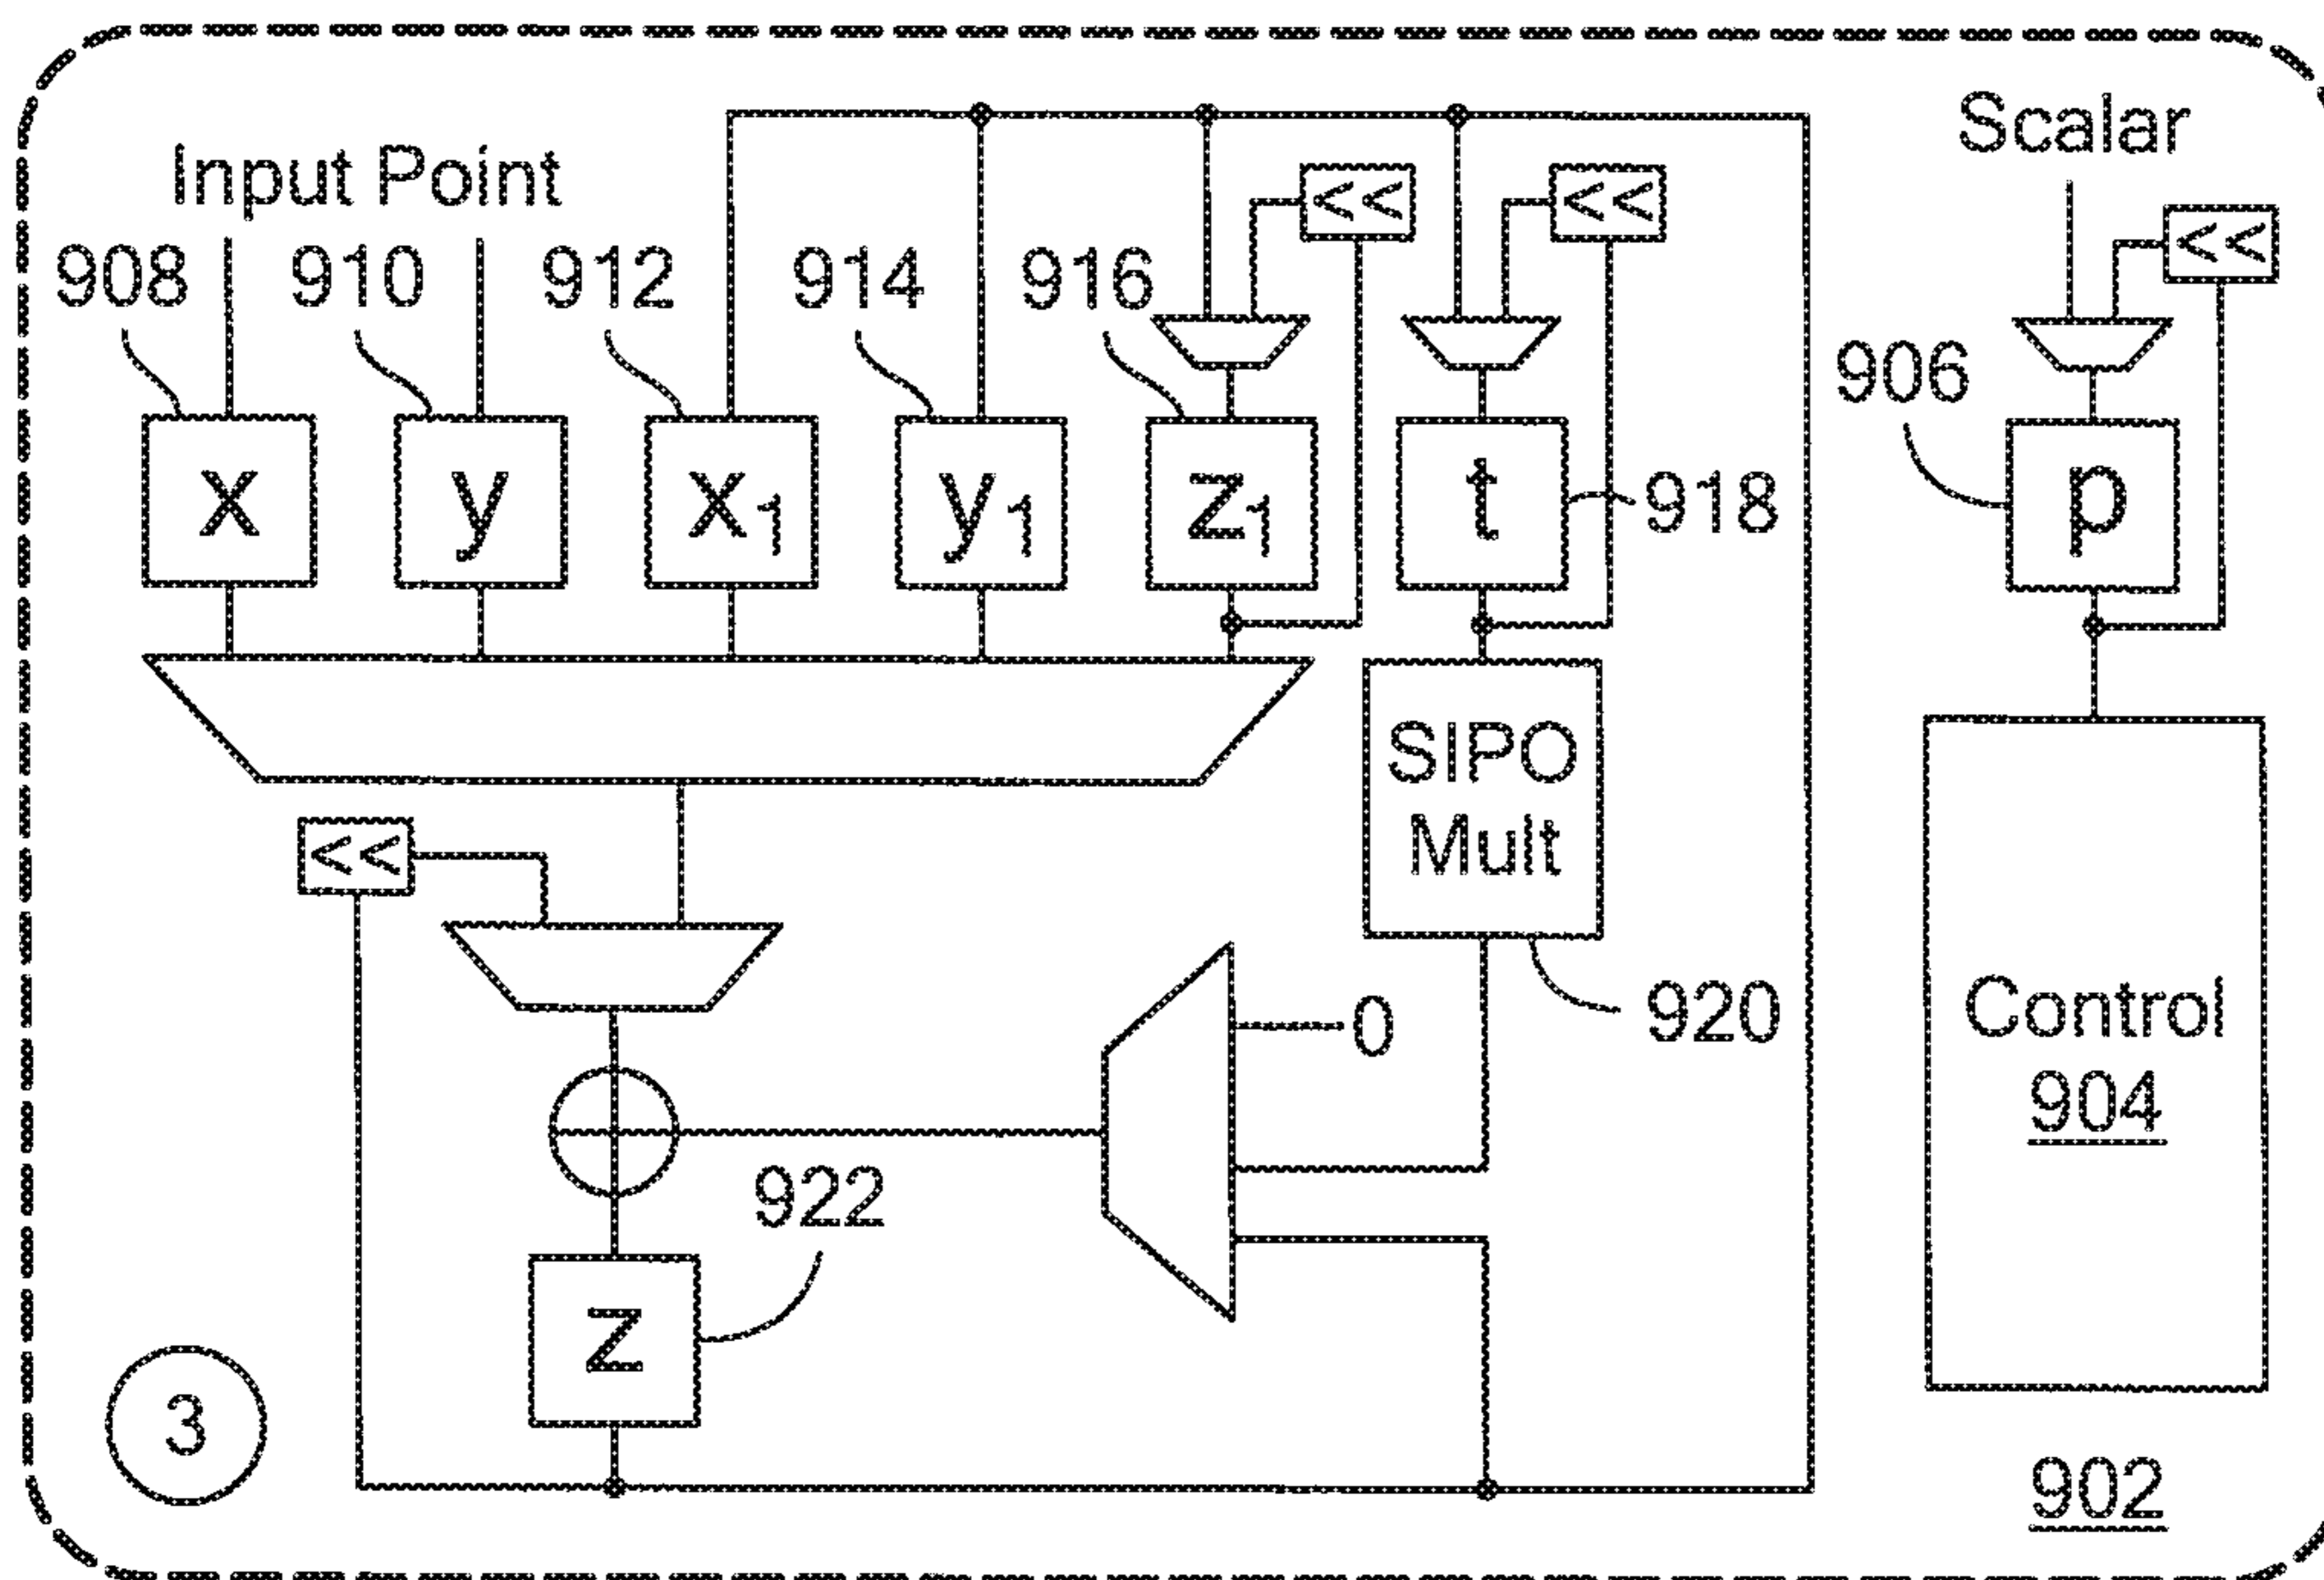 Scalar
Input Point
<<
<<
<<
908
910
912
914
916
906
x
y
x₁
y₁
z₁
t
918
p
SIPO
Mult
<<
920
0
Control
904
922
z
3
902